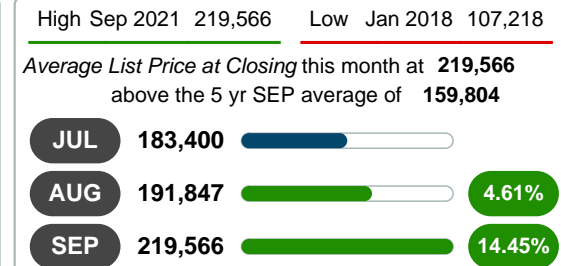 High Sep 2021 219,566 Low Jan 2018 107,218
Average List Price at Closing this month at 219,566
above the 5 yr SEP average of 159,804
JUL 183,400
AUG 191,847 4.61%
SEP 219,566 14.45%